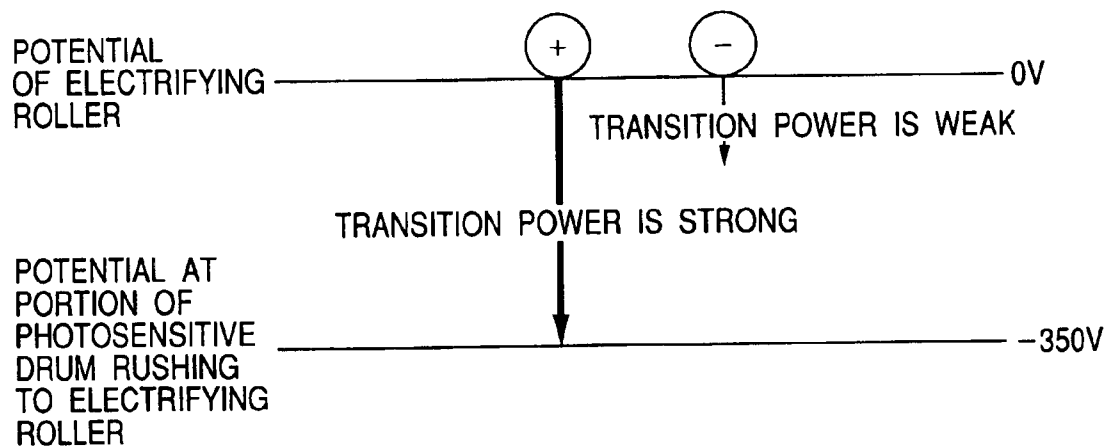 POTENTIAL
OF ELECTRIFYING
ROLLER
+
−
0V
TRANSITION POWER IS WEAK
TRANSITION POWER IS STRONG
POTENTIAL AT
PORTION OF
PHOTOSENSITIVE
DRUM RUSHING
TO ELECTRIFYING
ROLLER
−350V